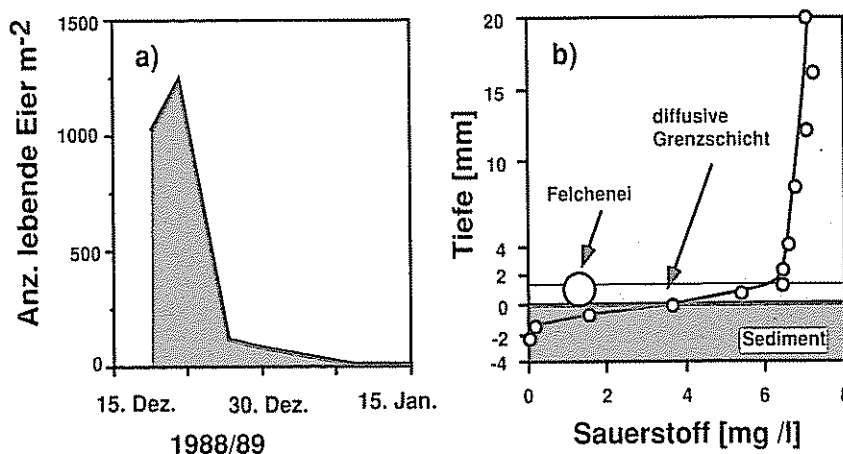 a)
Anz. lebende Eier m-2
1500
1000
500
0
15. Dez.
30. Dez.
15 Jan.
1988/89
b)
Tiefe [mm]
20
15
10
4
2
0
-2
-4
diffusive
Grenzschicht
Felchenei
Sediment
0
2
4
6
8
Sauerstoff [mg /l]